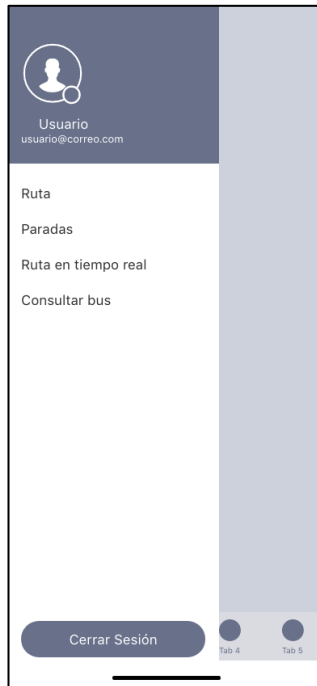 Usuario
usuario@correo.com
Ruta
Paradas
Ruta en tiempo real
Consultar bus
Cerrar Sesión
Tab 4
Tab 5